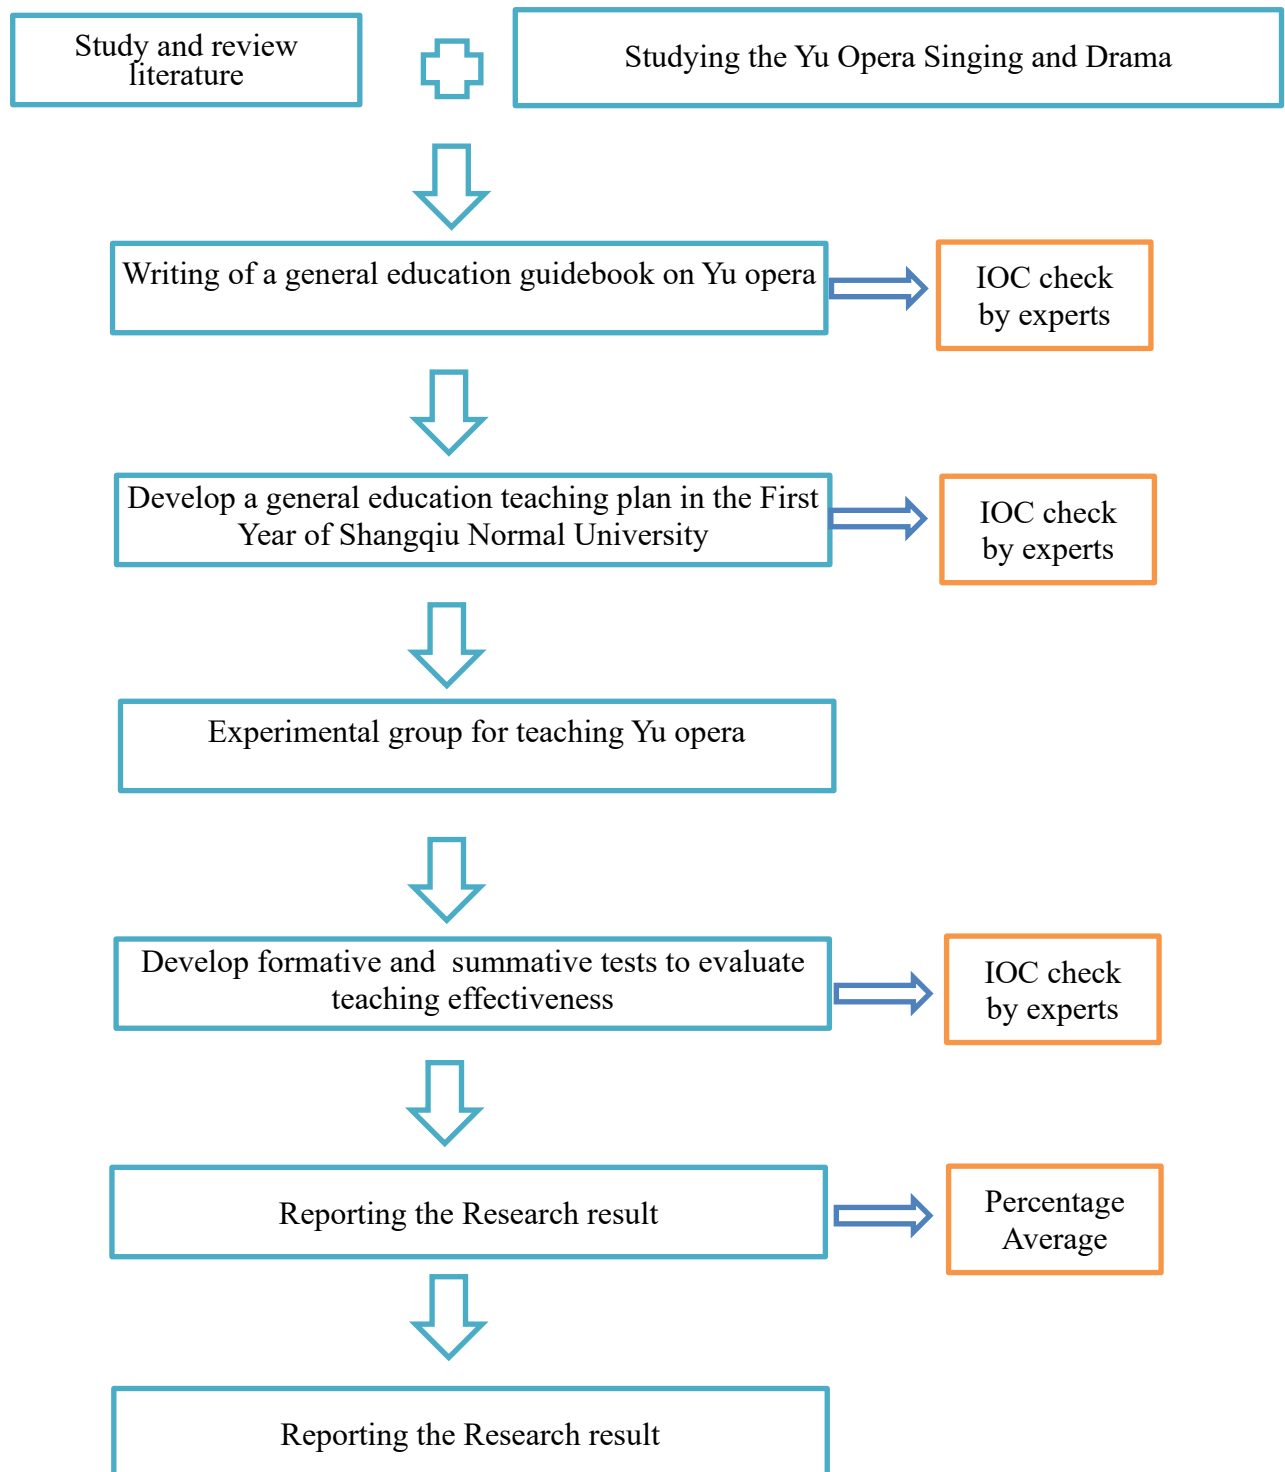 Study and review
literature
Studying the Yu Opera Singing and Drama
Writing of a general education guidebook on Yu opera
IOC check
by experts
Develop a general education teaching plan in the First
Year of Shangqiu Normal University
IOC check
by experts
Experimental group for teaching Yu opera
Develop formative and  summative tests to evaluate
teaching effectiveness
IOC check
by experts
Reporting the Research result
Percentage
Average
Reporting the Research result